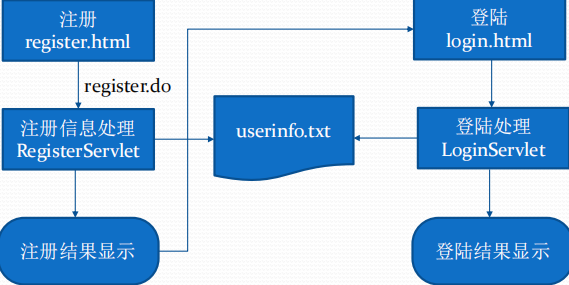 注册
register.html
登陆
login.html
register.do
注册信息处理
RegisterServlet
userinfo.txt
登陆处理
LoginServlet
注册结果显示
登陆结果显示